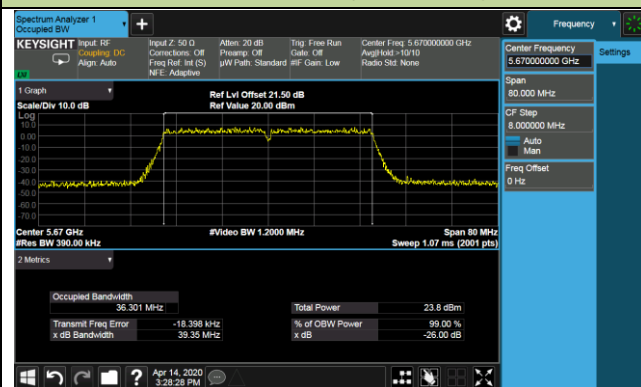 Spectrum Analyzer 1
Occupied BW
+
Frequency
KEYSIGHT
Input: RF
Coupling: DC
Align: Auto
Input Z: 50 Ω
Corrections: Off
Freq Ref: Int (S)
NFE: Adaptive
Atten: 20 dB
Preamp: Off
µW Path: Standard
Trig: Free Run
Gate: Off
#IF Gain: Low
Center Freq: 5.670000000 GHz
Avg|Hold:>10/10
Radio Std: None
Center Frequency
5.670000000 GHz
Settings
Span
80.000 MHz
CF Step
8.000000 MHz
Auto
Man
Freq Offset
0 Hz
1 Graph
Scale/Div 10.0 dB
Ref Lvl Offset 21.50 dB
Ref Value 20.00 dBm
Log
10.0
0.00
-10.0
-20.0
-30.0
-40.0
-50.0
-60.0
-70.0
Center 5.67 GHz
#Video BW 1.2000 MHz
Span 80 MHz
#Res BW 390.00 kHz
Sweep 1.07 ms (2001 pts)
2 Metrics
Occupied Bandwidth
36.301 MHz
Total Power
23.8 dBm
Transmit Freq Error
-18.398 kHz
% of OBW Power
99.00 %
x dB Bandwidth
39.35 MHz
x dB
-26.00 dB
?
Apr 14, 2020
3:28:28 PM